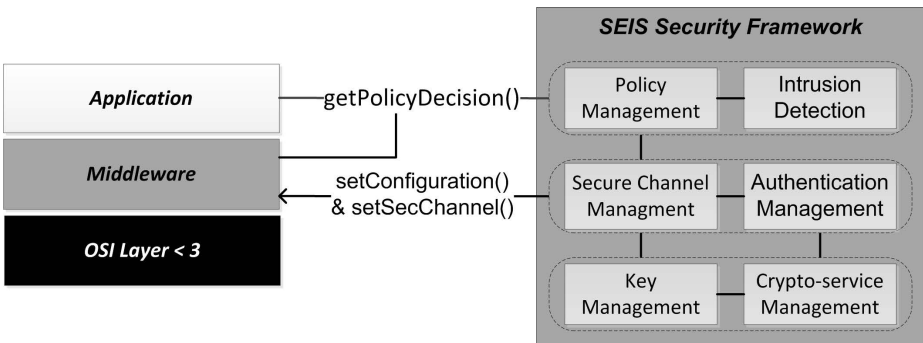 SEIS Security Framework
Application
getPolicyDecision()
Policy
Management
Intrusion
Detection
Middleware
setConfiguration()
& setSecChannel()
Secure Channel
Managment
Authentication
Management
OSI Layer < 3
Key
Management
Crypto-service
Management